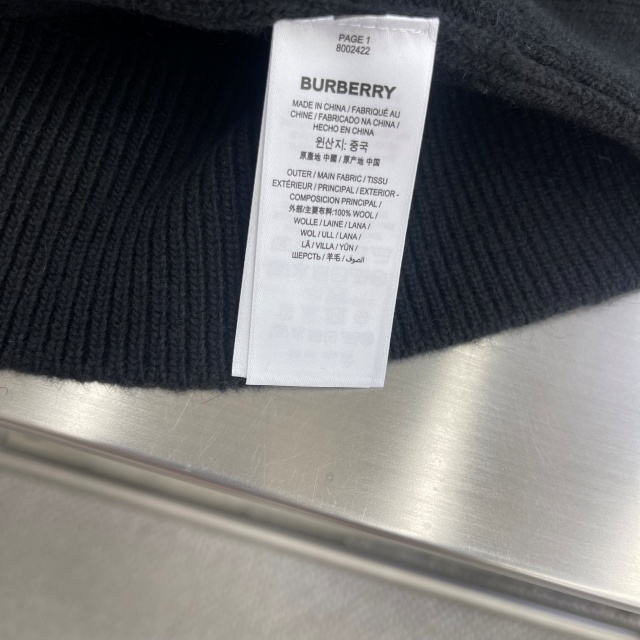 PAGE 1
8002422
BURBERRY
MADE IN CHINA / FABRIQUÉ AU
CHINE / FABRICADO NA CHINA /
HECHO EN CHINA
원산지: 중국
原產地 中國 / 原产地 中国
OUTER / MAIN FABRIC / TISSU
EXTÉRIEUR / PRINCIPAL / EXTERIOR -
COMPOSICION PRINCIPAL /
外部/主要布料:100% WOOL /
WOLLE / LAINE / LANA /
WOL / ULL / LANA /
LÃ / VILLA / YÜN /
ШЕРСТЬ / 羊毛 / الصوف